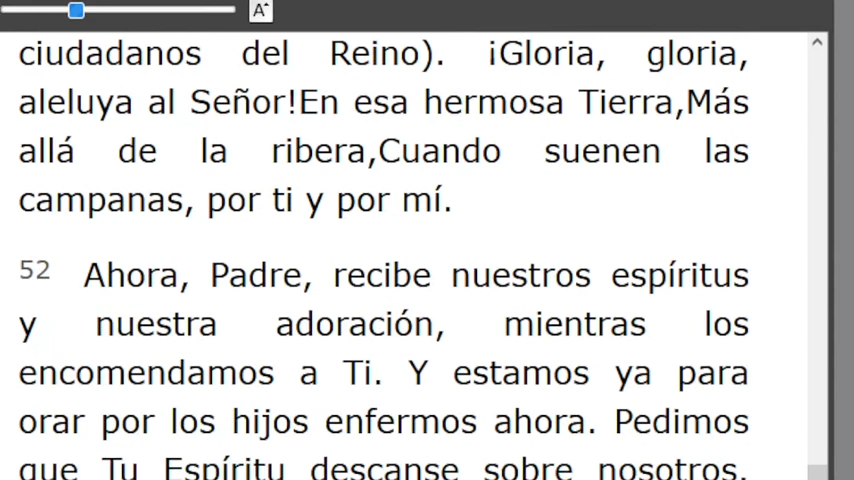 A
ciudadanos del Reino). ¡Gloria, gloria,
aleluya al Señor!En esa hermosa Tierra,Más
allá de la ribera,Cuando suenen las
campanas, por ti y por mí.
52 Ahora, Padre, recibe nuestros espíritus
y nuestra adoración, mientras los
encomendamos a Ti. Y estamos ya para
orar por los hijos enfermos ahora. Pedimos
que Tu Espíritu descanse sobre nosotros.